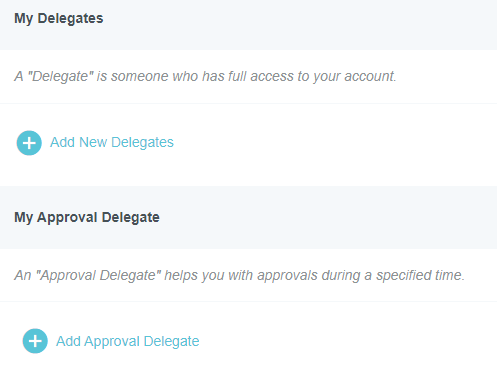 My Delegates
A "Delegate" is someone who has full access to your account.
Add New Delegates
My Approval Delegate
An "Approval Delegate" helps you with approvals during a specified time.
Add Approval Delegate